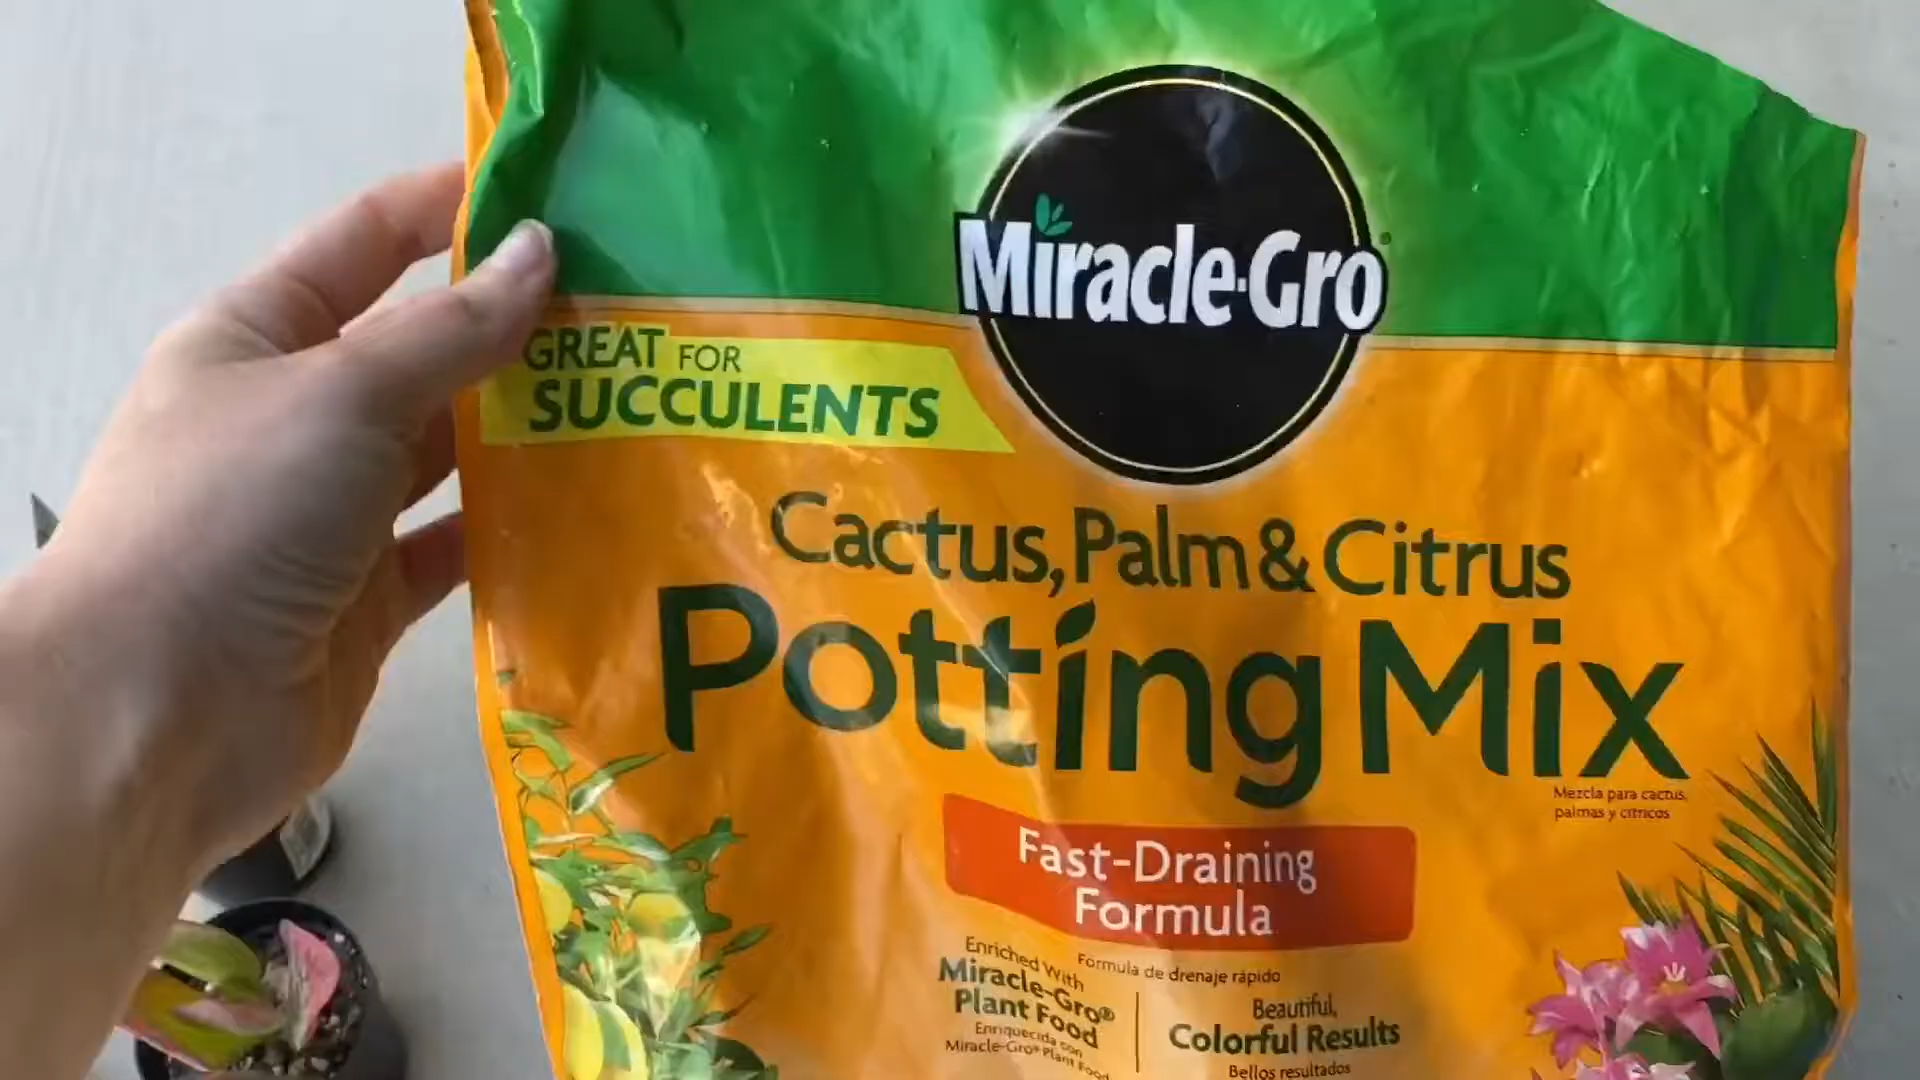 Miracle-Gro®
GREAT FOR
SUCCULENTS
Cactus, Palm & Citrus
Potting Mix
Mezcla para cactus,
palmas y cítricos
Fast-Draining
Formula
Formula de drenaje rápido
Enriched With
Miracle-Gro®
Plant Food
Enriquecida con
Miracle-Gro® Plant Food
Beautiful,
Colorful Results
Bellos resultados